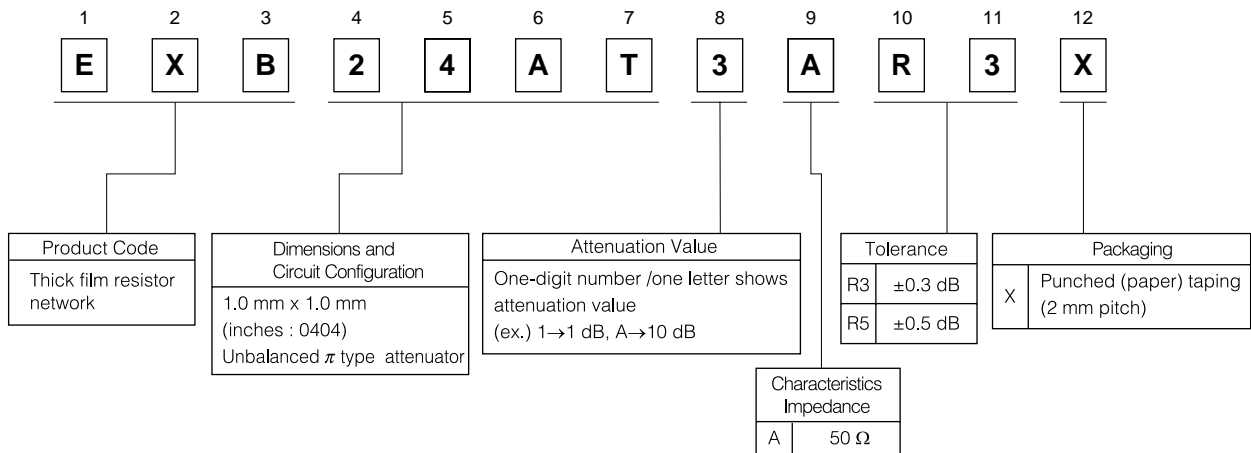 1 2 3 4 5 6 7 8 9 10 11 12
E X B 2 4 A T 3 A R 3 X
Product Code
Thick film resistor
network
Dimensions and
Circuit Configuration
1.0 mm x 1.0 mm
(inches : 0404)
Unbalanced π type attenuator
Attenuation Value
One-digit number /one letter shows
attenuation value
(ex.) 1→1 dB, A→10 dB
Characteristics
Impedance
A 50 Ω
Tolerance
R3 ±0.3 dB
R5 ±0.5 dB
Packaging
X Punched (paper) taping
(2 mm pitch)